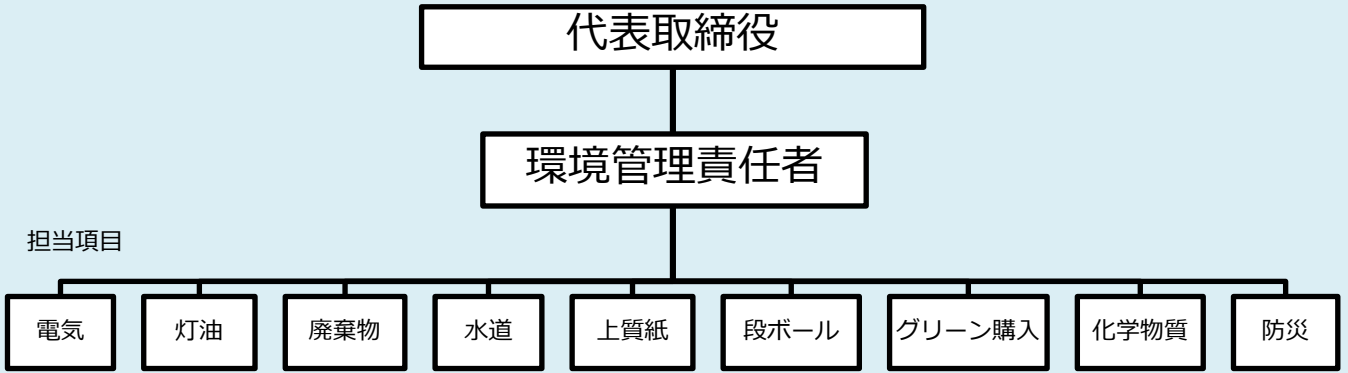 代表取締役
環境管理責任者
担当項目
電気
灯油
廃棄物
水道
上質紙
段ボール
グリーン購入
化学物質
防災